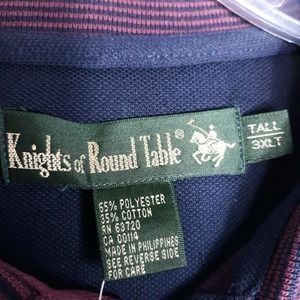 Knights of Round Table®
TALL
3XLT
65% POLYESTER
35% COTTON
RN 63720
CA 00114
MADE IN PHILIPPINES
SEE REVERSE SIDE
FOR CARE